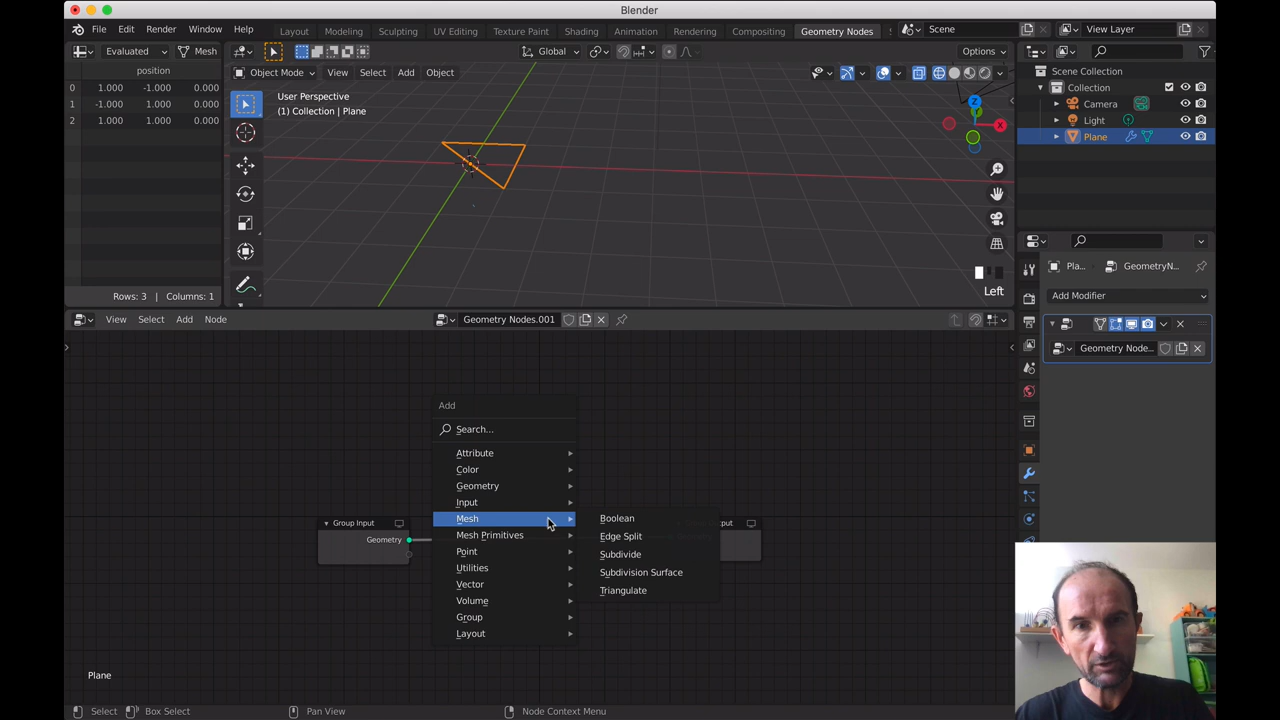 Blender
File Edit Render Window Help Layout Modeling Sculpting UV Editing Texture Paint Shading Animation Rendering Compositing Geometry Nodes Scene View Layer
Evaluated Mesh
Global
Options
position
0 1.000 -1.000 0.000
1 -1.000 1.000 0.000
2 1.000 1.000 0.000
Rows: 3 | Columns: 1
Object Mode View Select Add Object
User Perspective
(1) Collection | Plane
Z
Y
X
Left
Scene Collection
Collection
Camera
Light
Plane
Pla...
GeometryN...
Add Modifier
Geometry Node...
View Select Add Node
Geometry Nodes.001
Add
Search...
Attribute
Color
Geometry
Input
Mesh
Mesh Primitives
Point
Utilities
Vector
Volume
Group
Layout
Boolean
Edge Split
Subdivide
Subdivision Surface
Triangulate
Group Input
Geometry
Plane
Select Box Select Pan View Node Context Menu